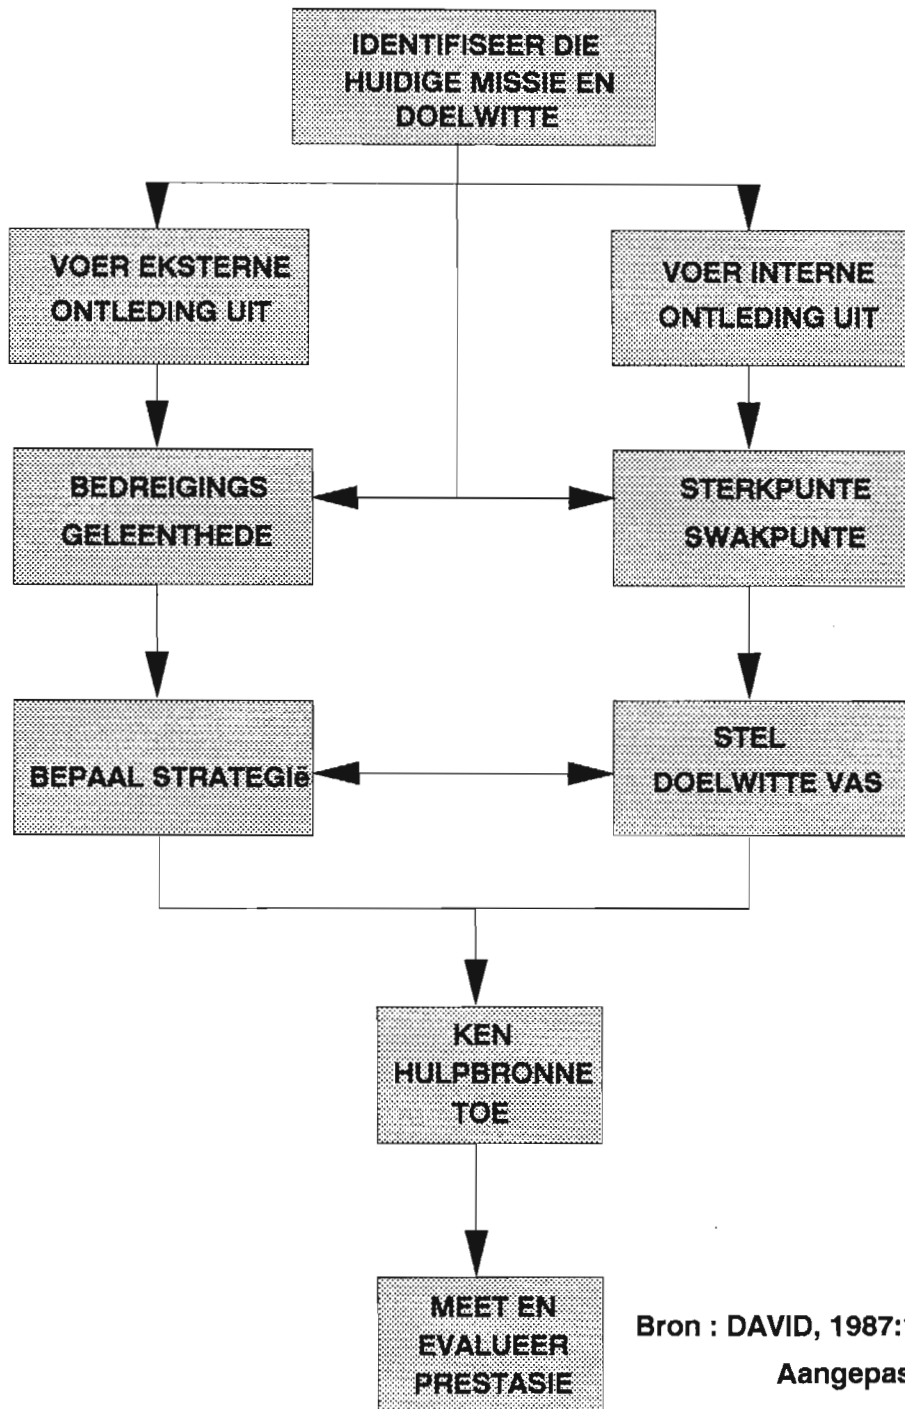 IDENTIFISEER DIE
HUIDIGE MISSIE EN
DOELWITTE
VOER EKSTERNE
ONTLEDING UIT
VOER INTERNE
ONTLEDING UIT
BEDREIGINGS
GELEENTHEDE
STERKPUNTE
SWAKPUNTE
BEPAAL STRATEGIë
STEL
DOELWITTE VAS
KEN
HULPBRONNE
TOE
MEET EN
EVALUEER
PRESTASIE
Bron : DAVID, 1987: